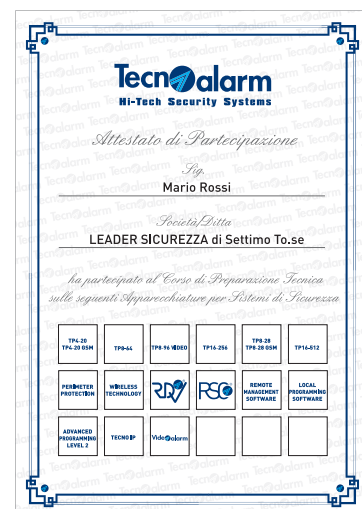 Tecnoalarm
Hi-Tech Security Systems
Attestato di Partecipazione
Sig.
Mario Rossi
Società/Ditta
LEADER SICUREZZA di Settimo To.se
ha partecipato al Corso di Preparazione Tecnica
sulle seguenti Apparecchiature per Sistemi di Sicurezza
TP4-20
TP4-20 GSM
TP8-64
TP8-96 VIDEO
TP16-256
TP8-28
TP8-28 GSM
TP16-512
PERIMETER
PROTECTION
WIRELESS
TECHNOLOGY
RDV
RSC
REMOTE
MANAGEMENT
SOFTWARE
LOCAL
PROGRAMMING
SOFTWARE
ADVANCED
PROGRAMMING
LEVEL 2
TECNO IP
Videoalarm